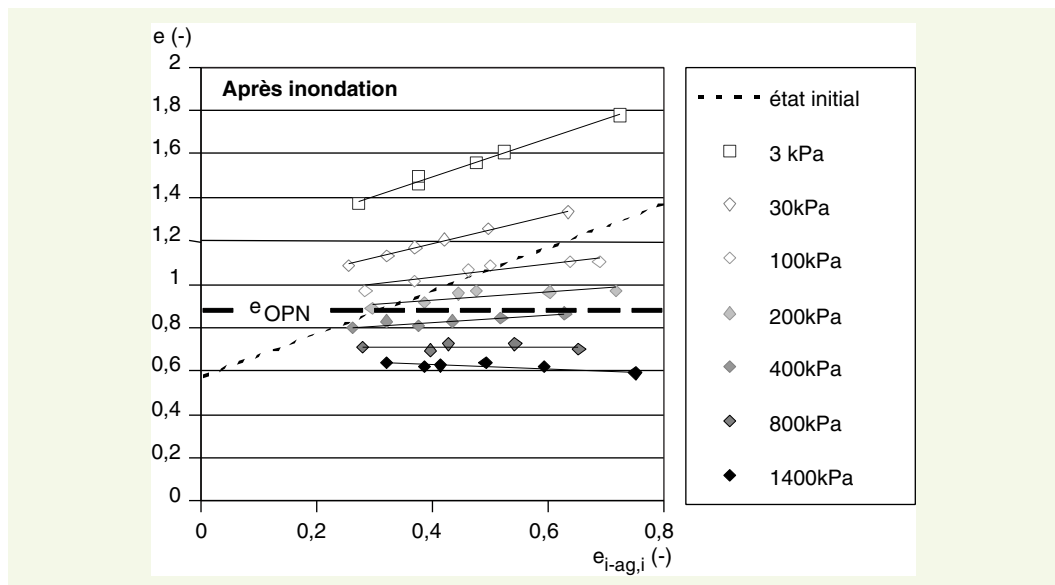 e (-)
2
1,8
1,6
1,4
1,2
1
0,8
0,6
0,4
0,2
0
Après inondation
e OPN
0
0,2
0,4
0,6
0,8
e i-ag,i (-)
état initial
3 kPa
30kPa
100kPa
200kPa
400kPa
800kPa
1400kPa